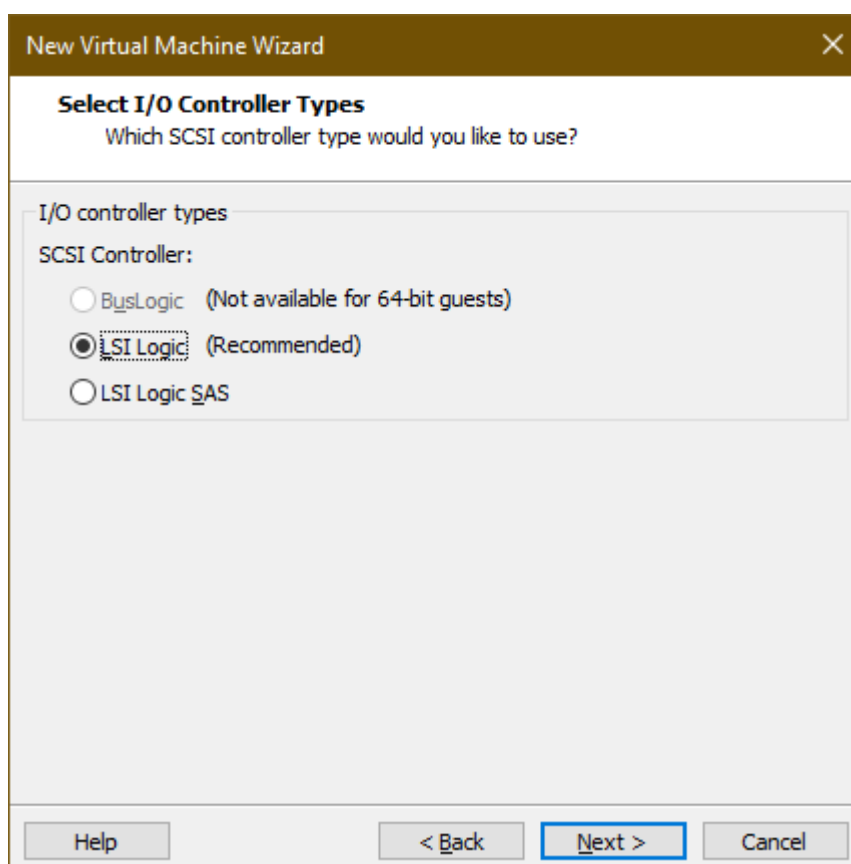 New Virtual Machine Wizard
Select I/O Controller Types
Which SCSI controller type would you like to use?
I/O controller types
SCSI Controller:
BusLogic (Not available for 64-bit guests)
LSI Logic (Recommended)
LSI Logic SAS
Help < Back Next > Cancel